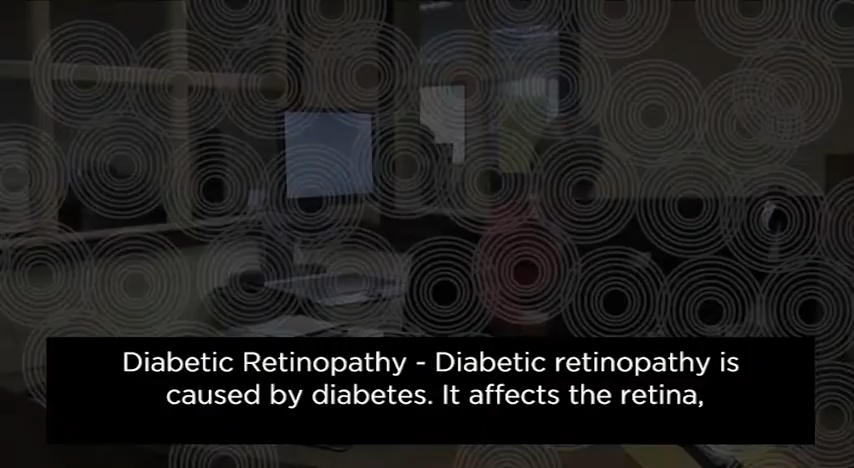 Diabetic Retinopathy - Diabetic retinopathy is
caused by diabetes. It affects the retina,